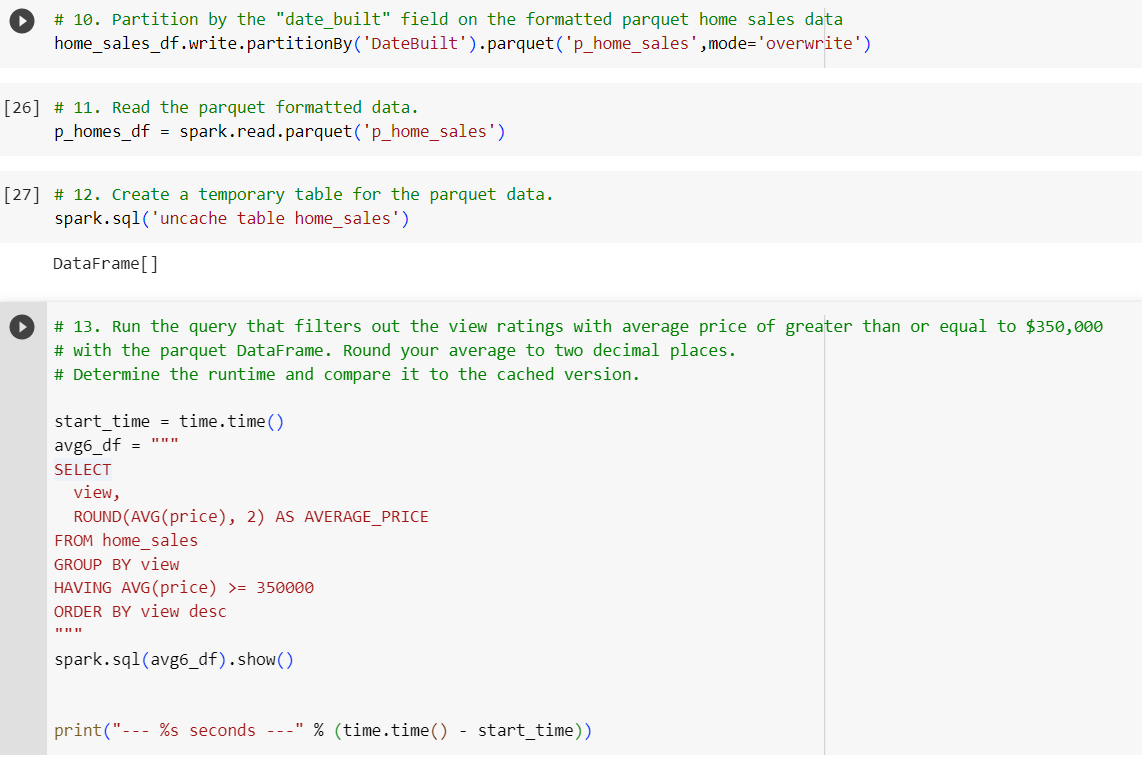 # 10. Partition by the "date_built" field on the formatted parquet home sales data
home_sales_df.write.partitionBy('DateBuilt').parquet('p_home_sales',mode='overwrite')
[26] # 11. Read the parquet formatted data.
p_homes_df = spark.read.parquet('p_home_sales')
[27] # 12. Create a temporary table for the parquet data.
spark.sql('uncache table home_sales')
DataFrame[]
# 13. Run the query that filters out the view ratings with average price of greater than or equal to $350,000
# with the parquet DataFrame. Round your average to two decimal places.
# Determine the runtime and compare it to the cached version.
start_time = time.time()
avg6_df = """
SELECT
  view,
  ROUND(AVG(price), 2) AS AVERAGE_PRICE
FROM home_sales
GROUP BY view
HAVING AVG(price) >= 350000
ORDER BY view desc
"""
spark.sql(avg6_df).show()
print("--- %s seconds ---" % (time.time() - start_time))